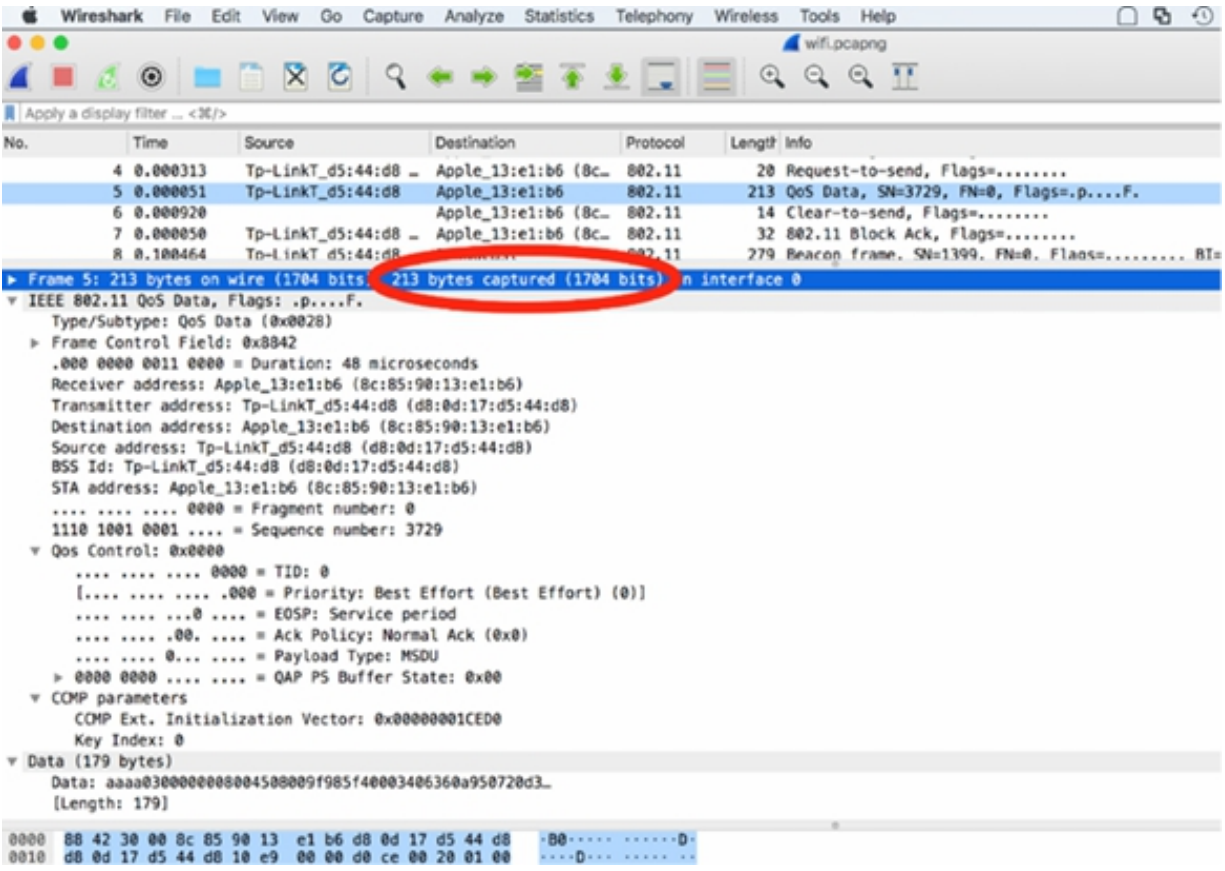 Wireshark File Edit View Go Capture Analyze Statistics Telephony Wireless Tools Help
wifi.pcapng
Apply a display filter ... <⌘/>
No. Time Source Destination Protocol Length Info
4 0.000313 Tp-LinkT_d5:44:d8 … Apple_13:e1:b6 (8c… 802.11 20 Request-to-send, Flags=........
5 0.000051 Tp-LinkT_d5:44:d8 Apple_13:e1:b6 802.11 213 QoS Data, SN=3729, FN=0, Flags=.p....F.
6 0.000920 Apple_13:e1:b6 (8c… 802.11 14 Clear-to-send, Flags=........
7 0.000050 Tp-LinkT_d5:44:d8 … Apple_13:e1:b6 (8c… 802.11 32 802.11 Block Ack, Flags=........
8 0.100464 Tp-LinkT_d5:44:d8 802.11 279 Beacon frame, SN=1399, FN=0, Flags=........, BI=
Frame 5: 213 bytes on wire (1704 bits) 213 bytes captured (1704 bits) n interface 0
IEEE 802.11 QoS Data, Flags: .p....F.
Type/Subtype: QoS Data (0x0028)
Frame Control Field: 0x8842
.000 0000 0011 0000 = Duration: 48 microseconds
Receiver address: Apple_13:e1:b6 (8c:85:90:13:e1:b6)
Transmitter address: Tp-LinkT_d5:44:d8 (d8:0d:17:d5:44:d8)
Destination address: Apple_13:e1:b6 (8c:85:90:13:e1:b6)
Source address: Tp-LinkT_d5:44:d8 (d8:0d:17:d5:44:d8)
BSS Id: Tp-LinkT_d5:44:d8 (d8:0d:17:d5:44:d8)
STA address: Apple_13:e1:b6 (8c:85:90:13:e1:b6)
.... .... .... 0000 = Fragment number: 0
1110 1001 0001 .... = Sequence number: 3729
Qos Control: 0x0000
.... .... .... 0000 = TID: 0
[.... .... .... .000 = Priority: Best Effort (Best Effort) (0)]
.... .... ...0 .... = EOSP: Service period
.... .... .00. .... = Ack Policy: Normal Ack (0x0)
.... .... 0... .... = Payload Type: MSDU
0000 0000 .... .... = QAP PS Buffer State: 0x00
CCMP parameters
CCMP Ext. Initialization Vector: 0x00000001CED0
Key Index: 0
Data (179 bytes)
Data: aaaa0300000008004508009f985f40003406360a950720d3…
[Length: 179]
0000 88 42 30 00 8c 85 90 13 e1 b6 d8 0d 17 d5 44 d8 ·B0····· ······D·
0010 d8 0d 17 d5 44 d8 10 e9 00 00 d0 ce 00 20 01 00 ····D··· ····· ··